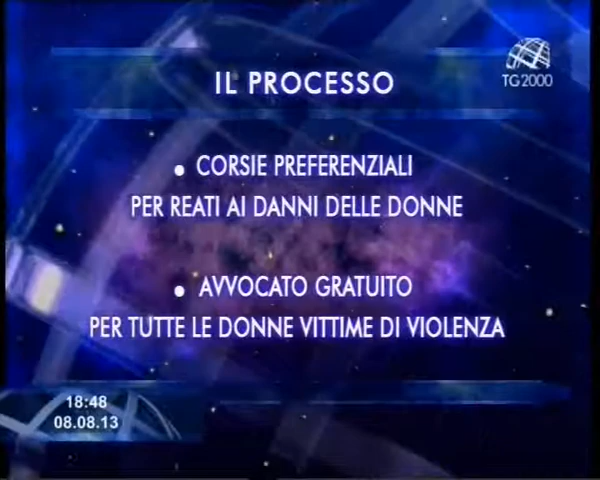 IL PROCESSO
TG2000
• CORSIE PREFERENZIALI
PER REATI AI DANNI DELLE DONNE
• AVVOCATO GRATUITO
PER TUTTE LE DONNE VITTIME DI VIOLENZA
18:48
08.08.13